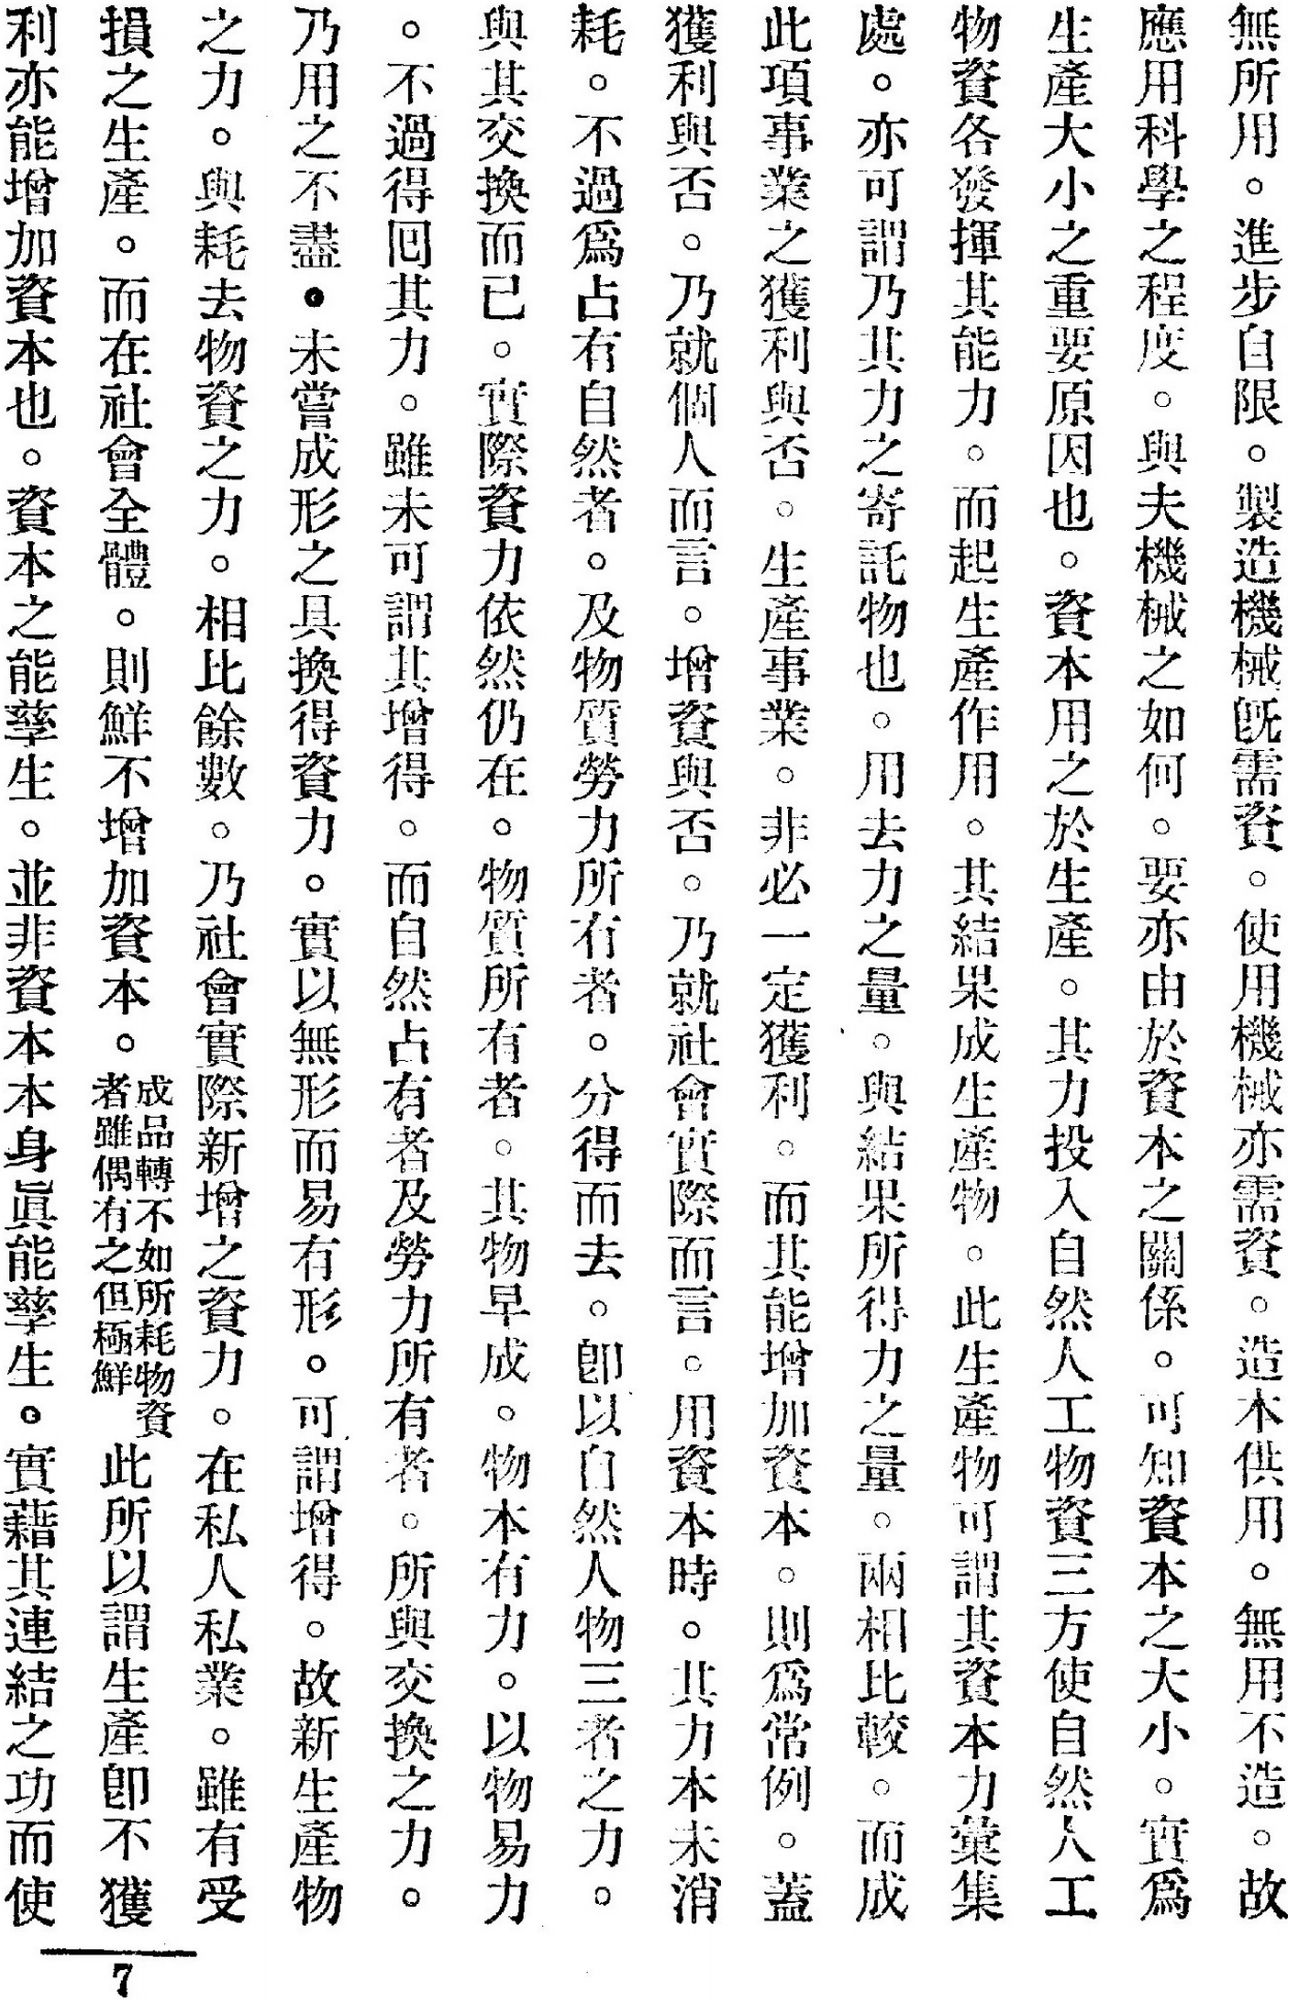 無所用。進步自限。製造機械旣需資。使用機械亦需資。造本供用。無用不造。故
應用科學之程度。與夫機械之如何。要亦由於資本之關係。可知資本之大小。實爲
生產大小之重要原因也。資本用之於生產。其力投入自然人工物資三方使自然人工
物資各發揮其能力。而起生產作用。其結果成生產物。此生產物可謂其資本力彙集
處。亦可謂乃其力之寄託物也。用去力之量。與結果所得力之量。兩相比較。而成
此項事業之獲利與否。生產事業。非必一定獲利。而其能增加資本。則爲常例。蓋
獲利與否。乃就個人而言。增資與否。乃就社會實際而言。用資本時。其力本未消
耗。不過爲占有自然者。及物質勞力所有者。分得而去。卽以自然人物三者之力。
與其交換而已。實際資力依然仍在。物質所有者。其物早成。物本有力。以物易力
。不過得囘其力。雖未可謂其增得。而自然占有者及勞力所有者。所與交換之力。
乃用之不盡。未嘗成形之具換得資力。實以無形而易有形。可謂增得。故新生產物
之力。與耗去物資之力。相比餘數。乃社會實際新增之資力。在私人私業。雖有受
損之生產。而在社會全體。則鮮不增加資本。成品轉不如所耗物資者雖偶有之但極鮮此所以謂生產卽不獲
利亦能增加資本也。資本之能孳生。並非資本本身眞能孳生。實藉其連結之功而使
7